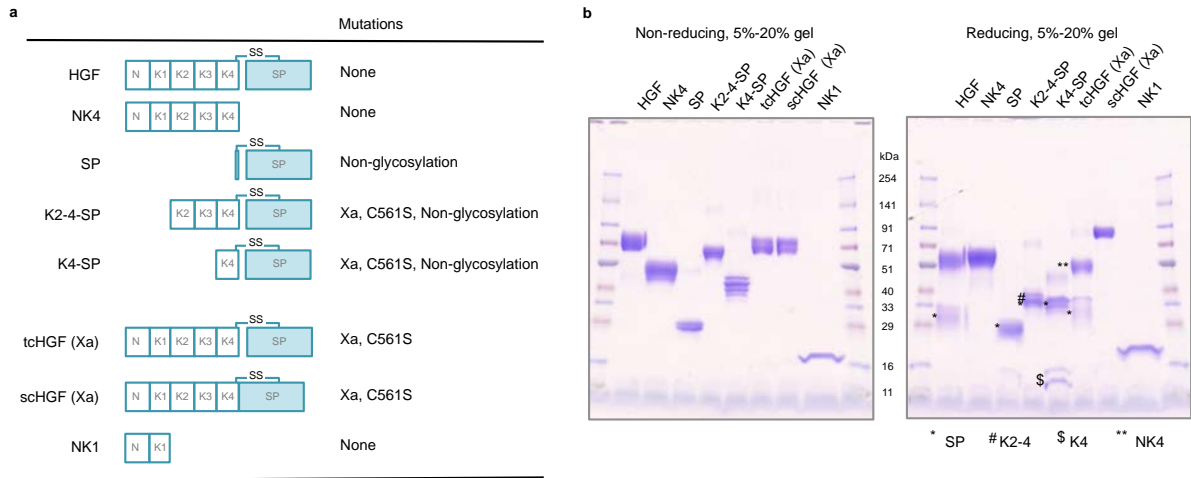 a
Mutations
HGF
N K1 K2 K3 K4 SS SP
None
NK4
N K1 K2 K3 K4
None
SP
SS SP
Non-glycosylation
K2-4-SP
K2 K3 K4 SS SP
Xa, C561S, Non-glycosylation
K4-SP
K4 SS SP
Xa, C561S, Non-glycosylation
tcHGF (Xa)
N K1 K2 K3 K4 SS SP
Xa, C561S
scHGF (Xa)
N K1 K2 K3 K4 SS SP
Xa, C561S
NK1
N K1
None
b
Non-reducing, 5%-20% gel
HGF
NK4
SP
K2-4-SP
K4-SP
tcHGF (Xa)
scHGF (Xa)
NK1
Reducing, 5%-20% gel
HGF
NK4
SP
K2-4-SP
K4-SP
tcHGF (Xa)
scHGF (Xa)
NK1
kDa
254
141
91
71
51
40
33
29
16
11
**
#
*
*
*
*
$
* SP # K2-4 $ K4 ** NK4